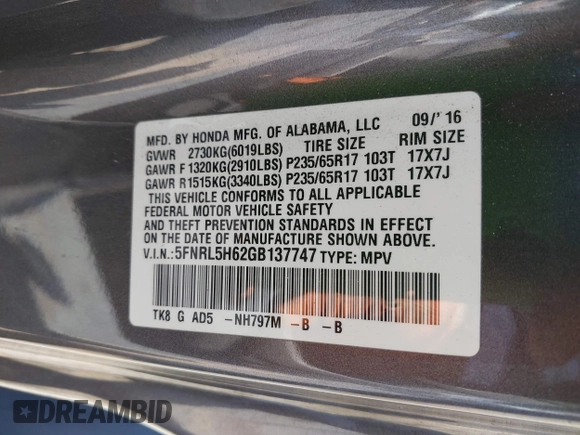 MFD. BY HONDA MFG. OF ALABAMA, LLC 09/'16
GVWR 2730KG(6019LBS) TIRE SIZE RIM SIZE
GAWR F 1320KG(2910LBS) P235/65R17 103T 17X7J
GAWR R 1515KG(3340LBS) P235/65R17 103T 17X7J
THIS VEHICLE CONFORMS TO ALL APPLICABLE
FEDERAL MOTOR VEHICLE SAFETY
AND THEFT PREVENTION STANDARDS IN EFFECT
ON THE DATE OF MANUFACTURE SHOWN ABOVE.
V.I.N.:5FNRL5H62GB137747 TYPE: MPV
TK8 G AD5 -NH797M -B -B
DREAMBID